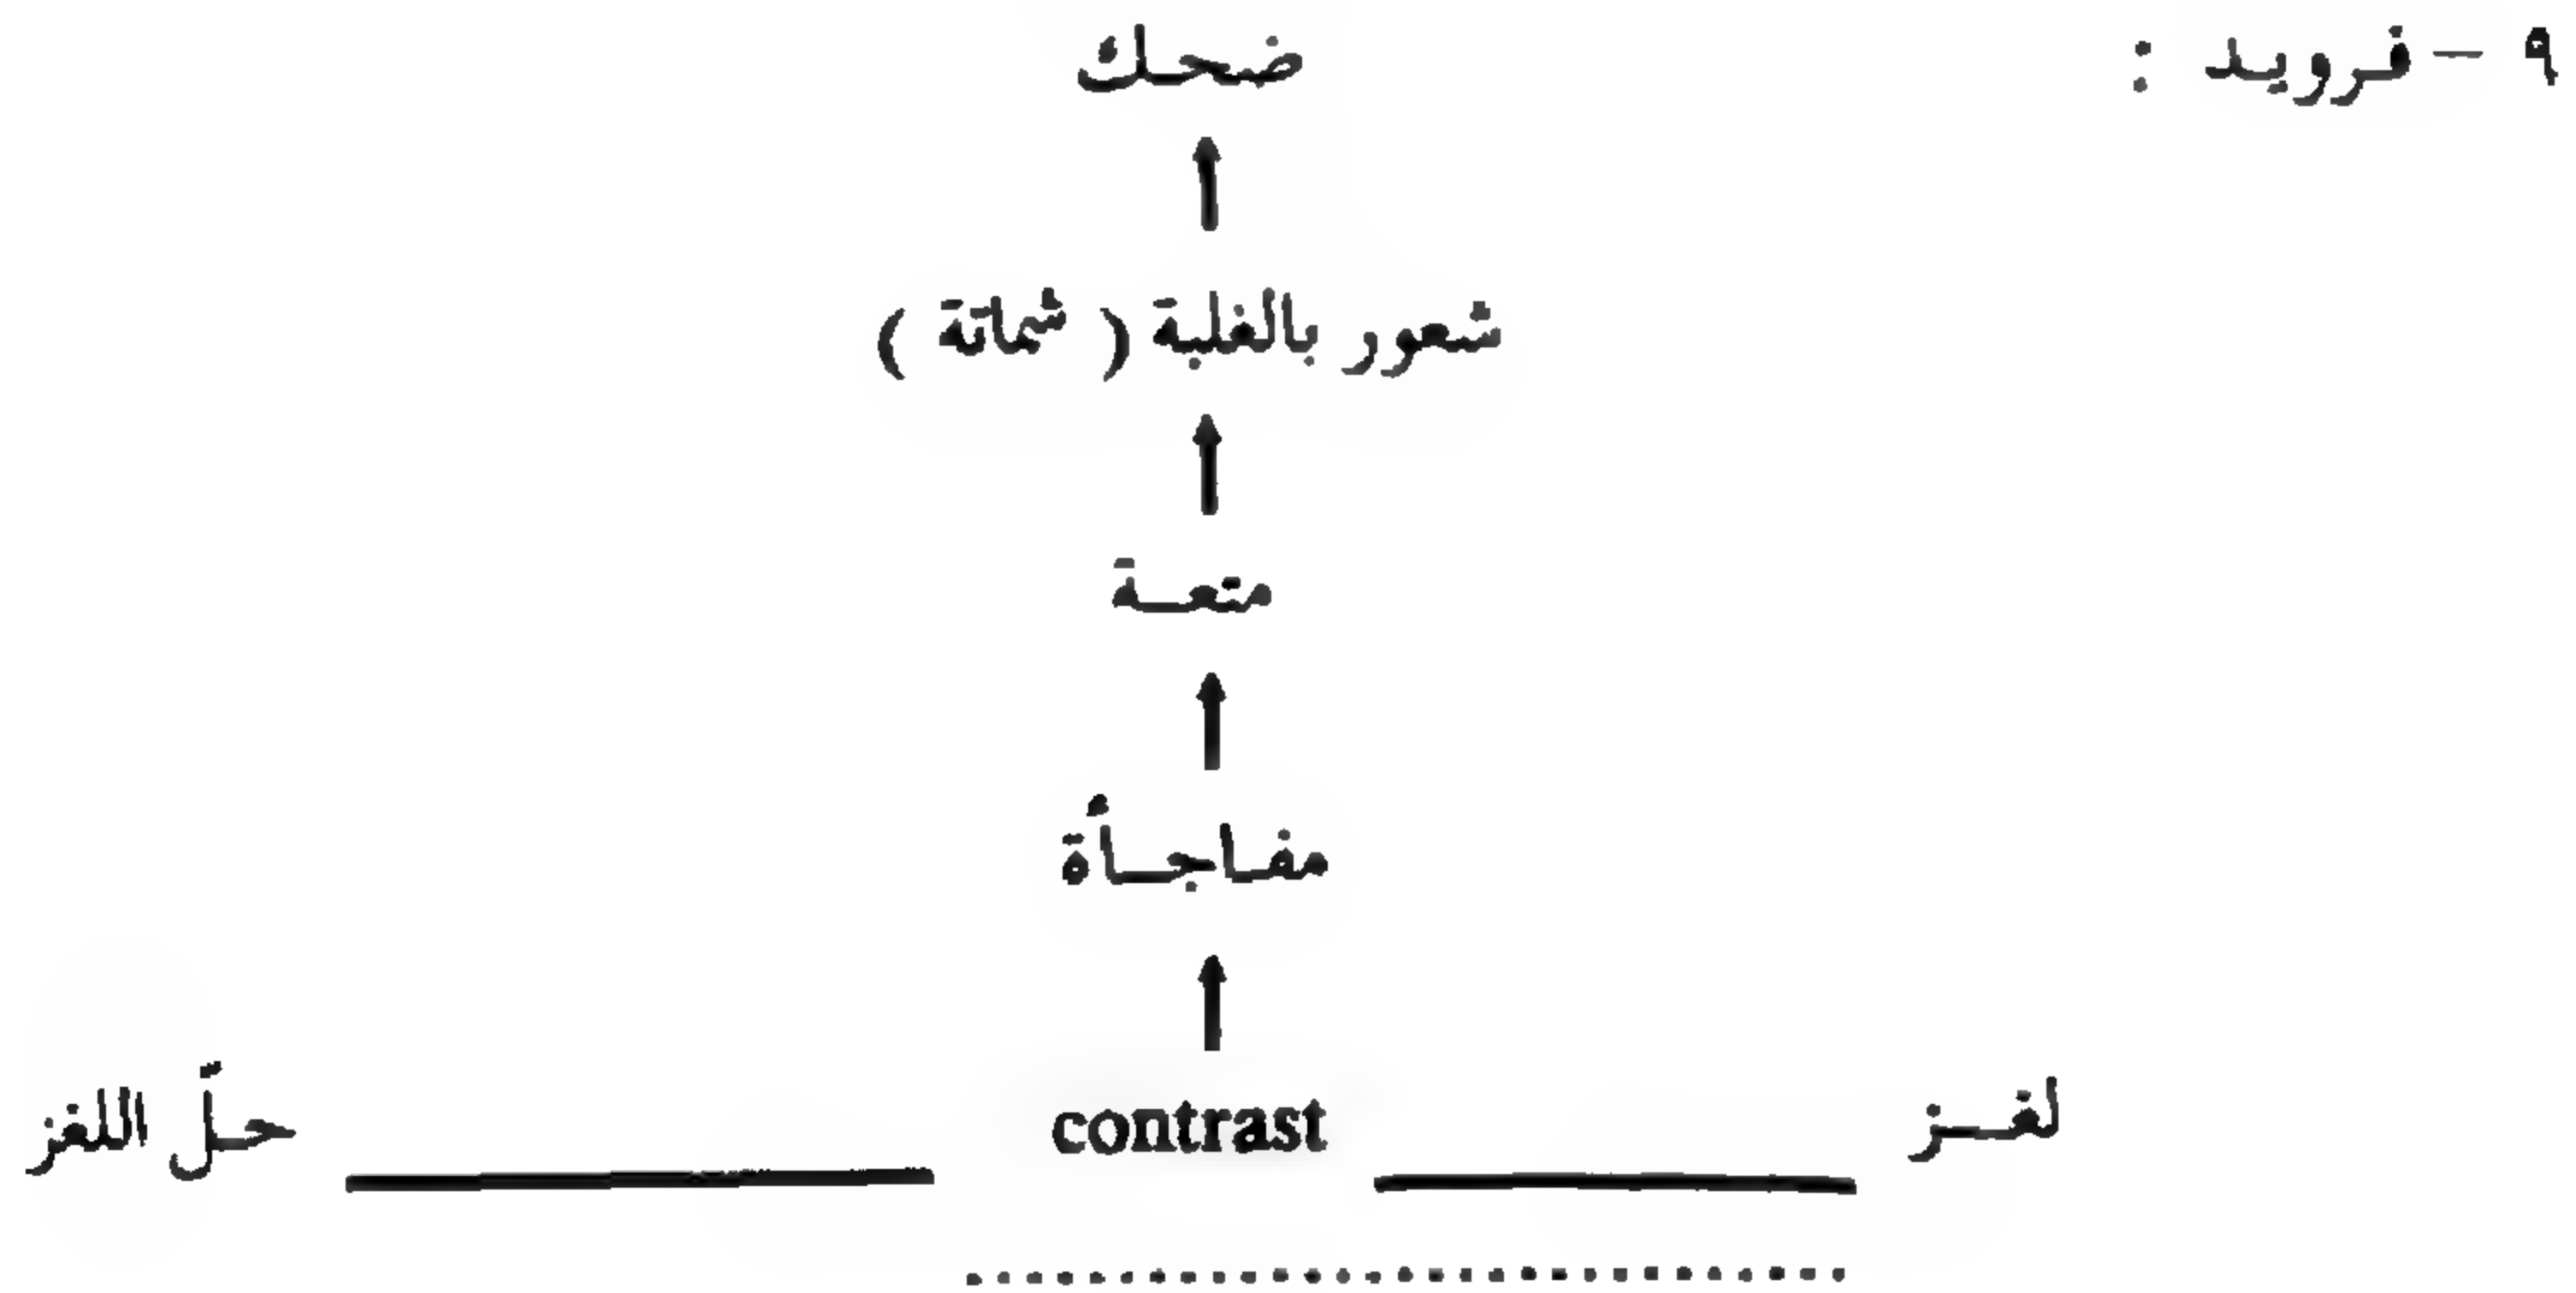 ٩ – فرويد :
ضحك
شعور بالغلبة ( شماتة )
متعة
مفاجأة
لغز contrast حلّ اللغز